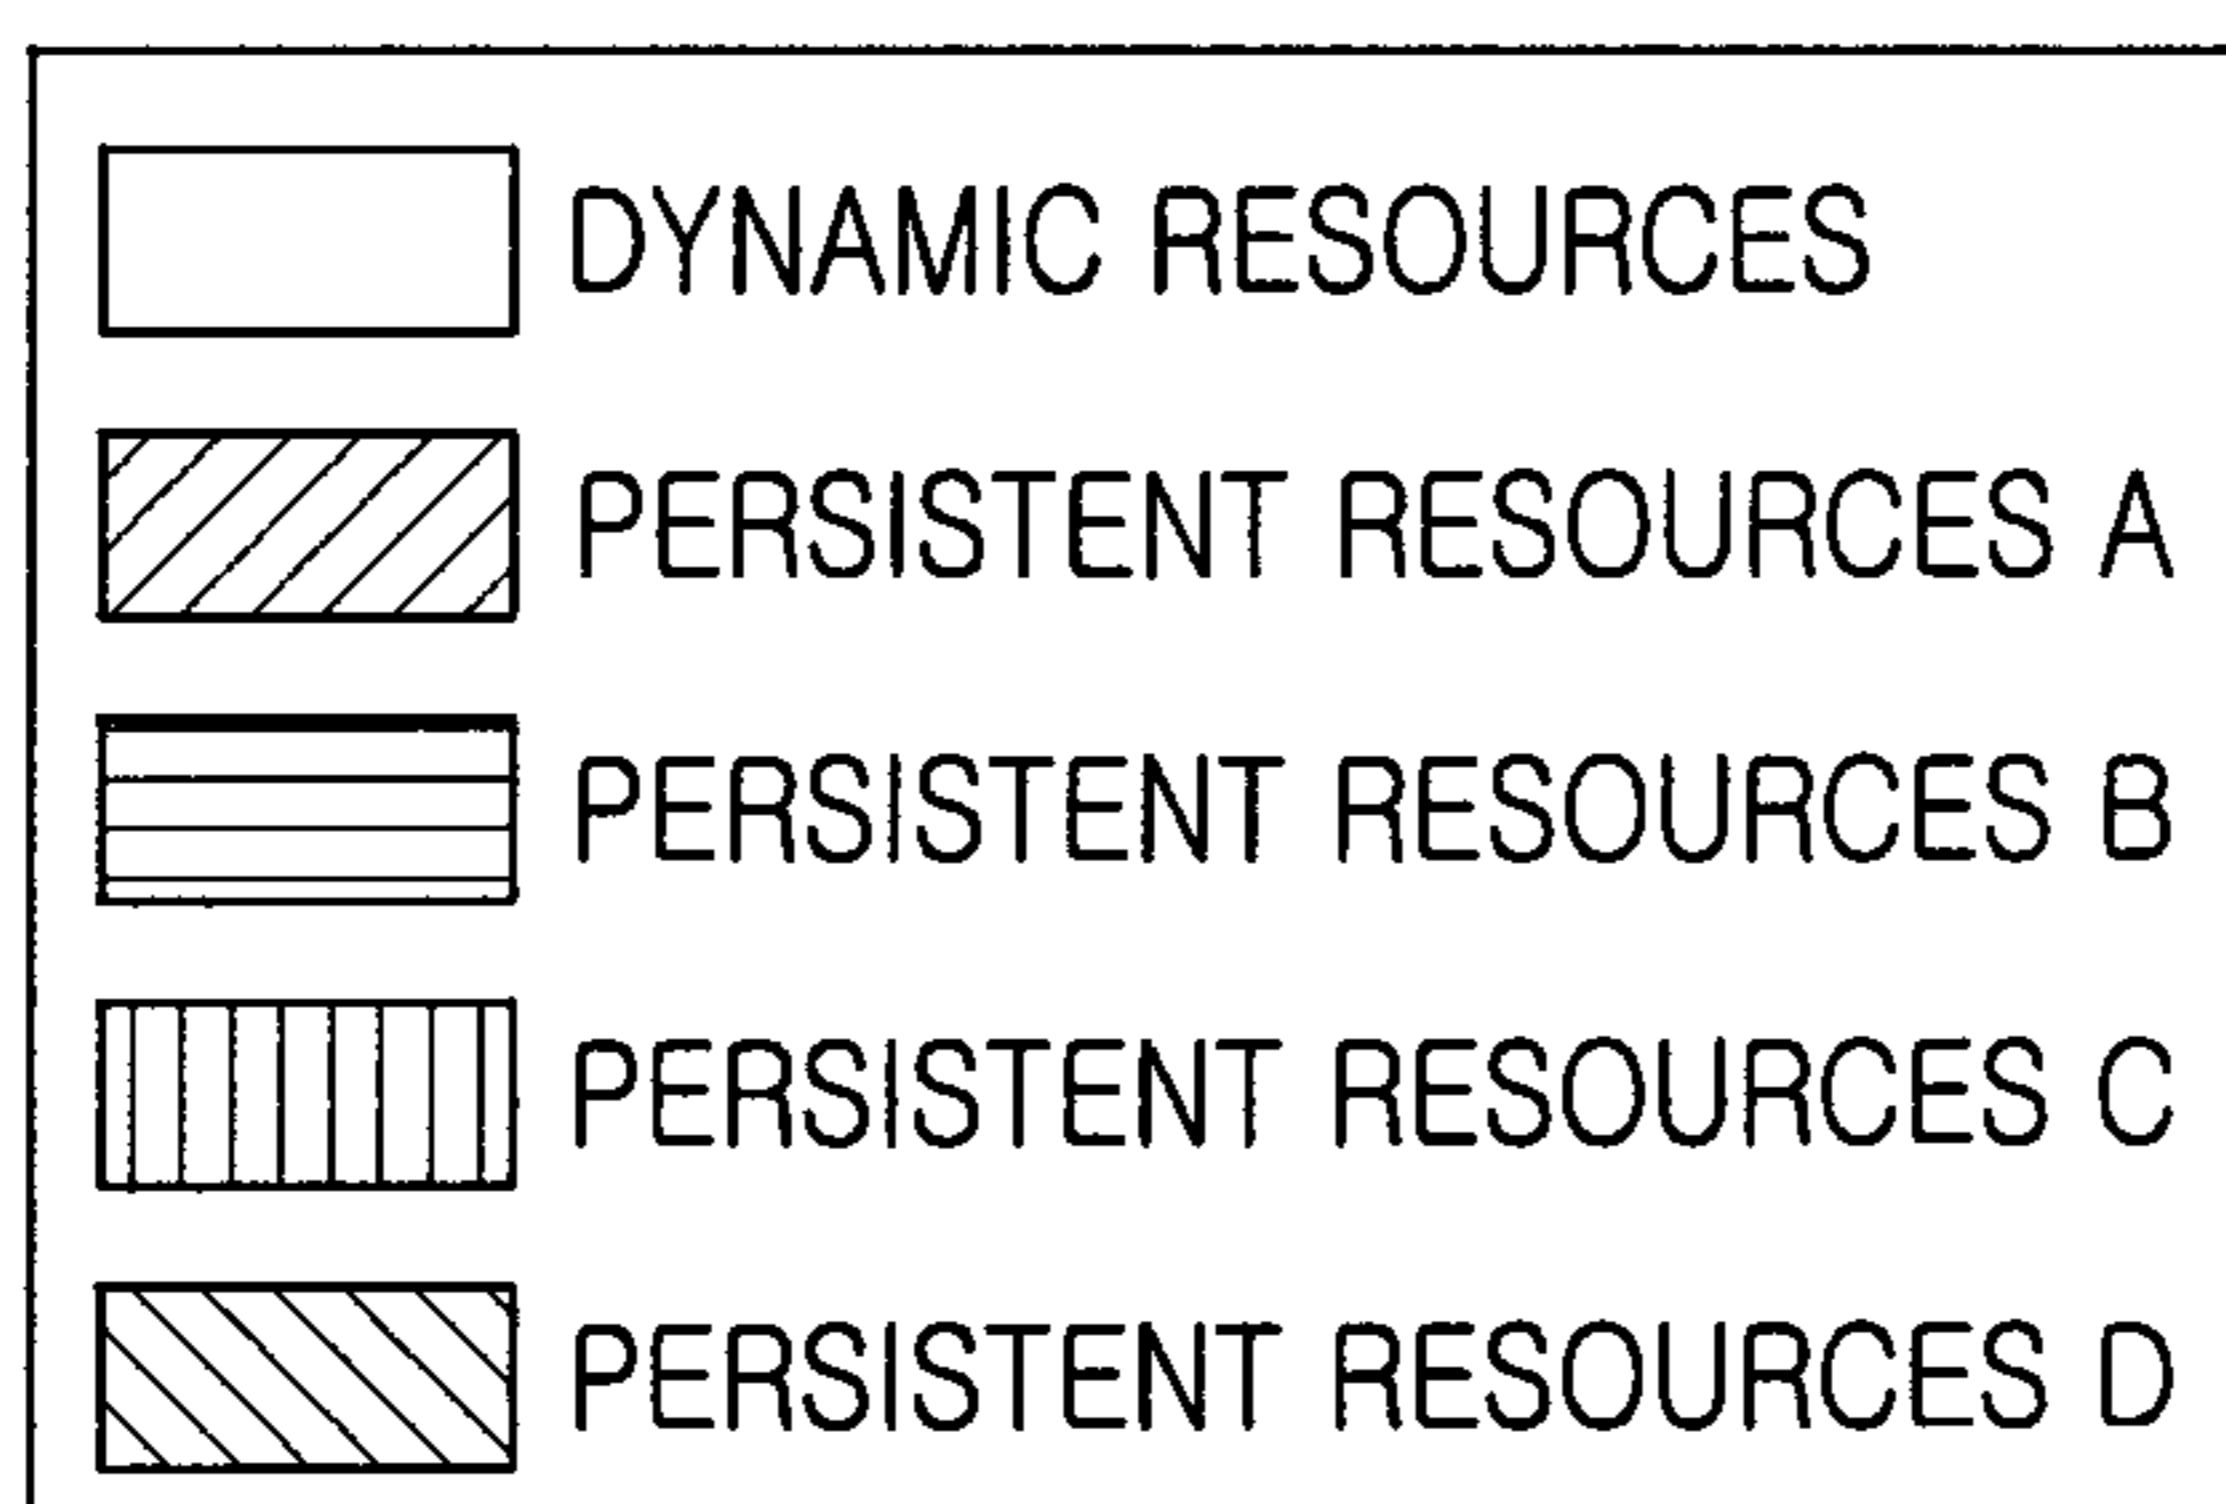 DYNAMIC RESOURCES
PERSISTENT RESOURCES A
PERSISTENT RESOURCES B
PERSISTENT RESOURCES C
PERSISTENT RESOURCES D